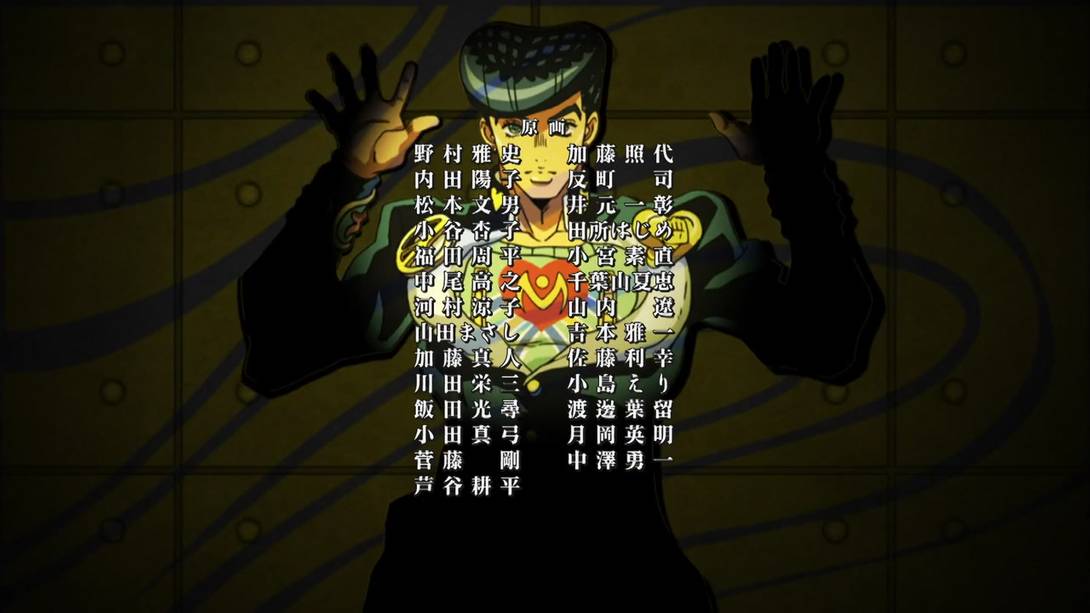 原画
野村雅史 加藤照代
内田陽子 反町司
松本文男 井元一彰
小谷杏子 田所はじめ
福田周平 小宮素直
中尾高之 千葉山夏恵
河村涼子 山内遼
山田まさし 吉本雅一
加藤真人 佐藤利幸
川田栄三 小島えり
飯田光尋 渡邊葉留
小田真弓 月岡英明
菅藤剛 中澤勇一
芦谷耕平